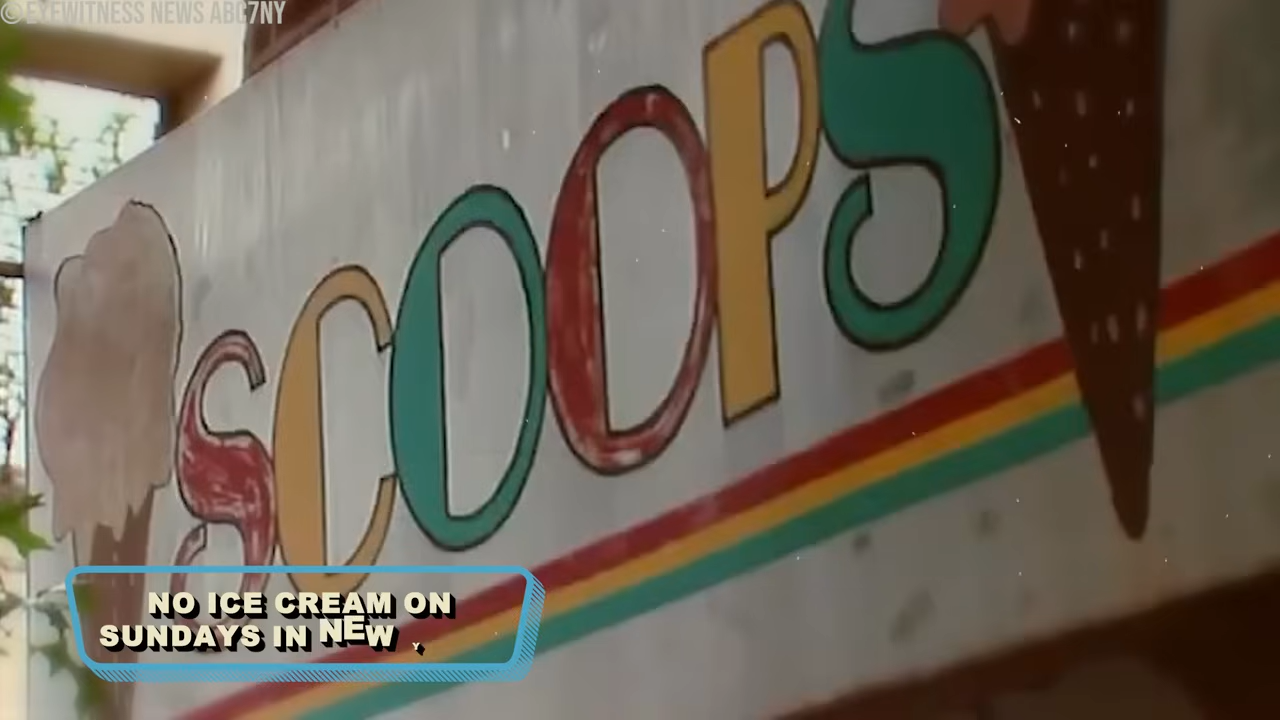 ©EYEWITNESS NEWS ABC7NY
SCOOPS
NO ICE CREAM ON
SUNDAYS IN NEW Y